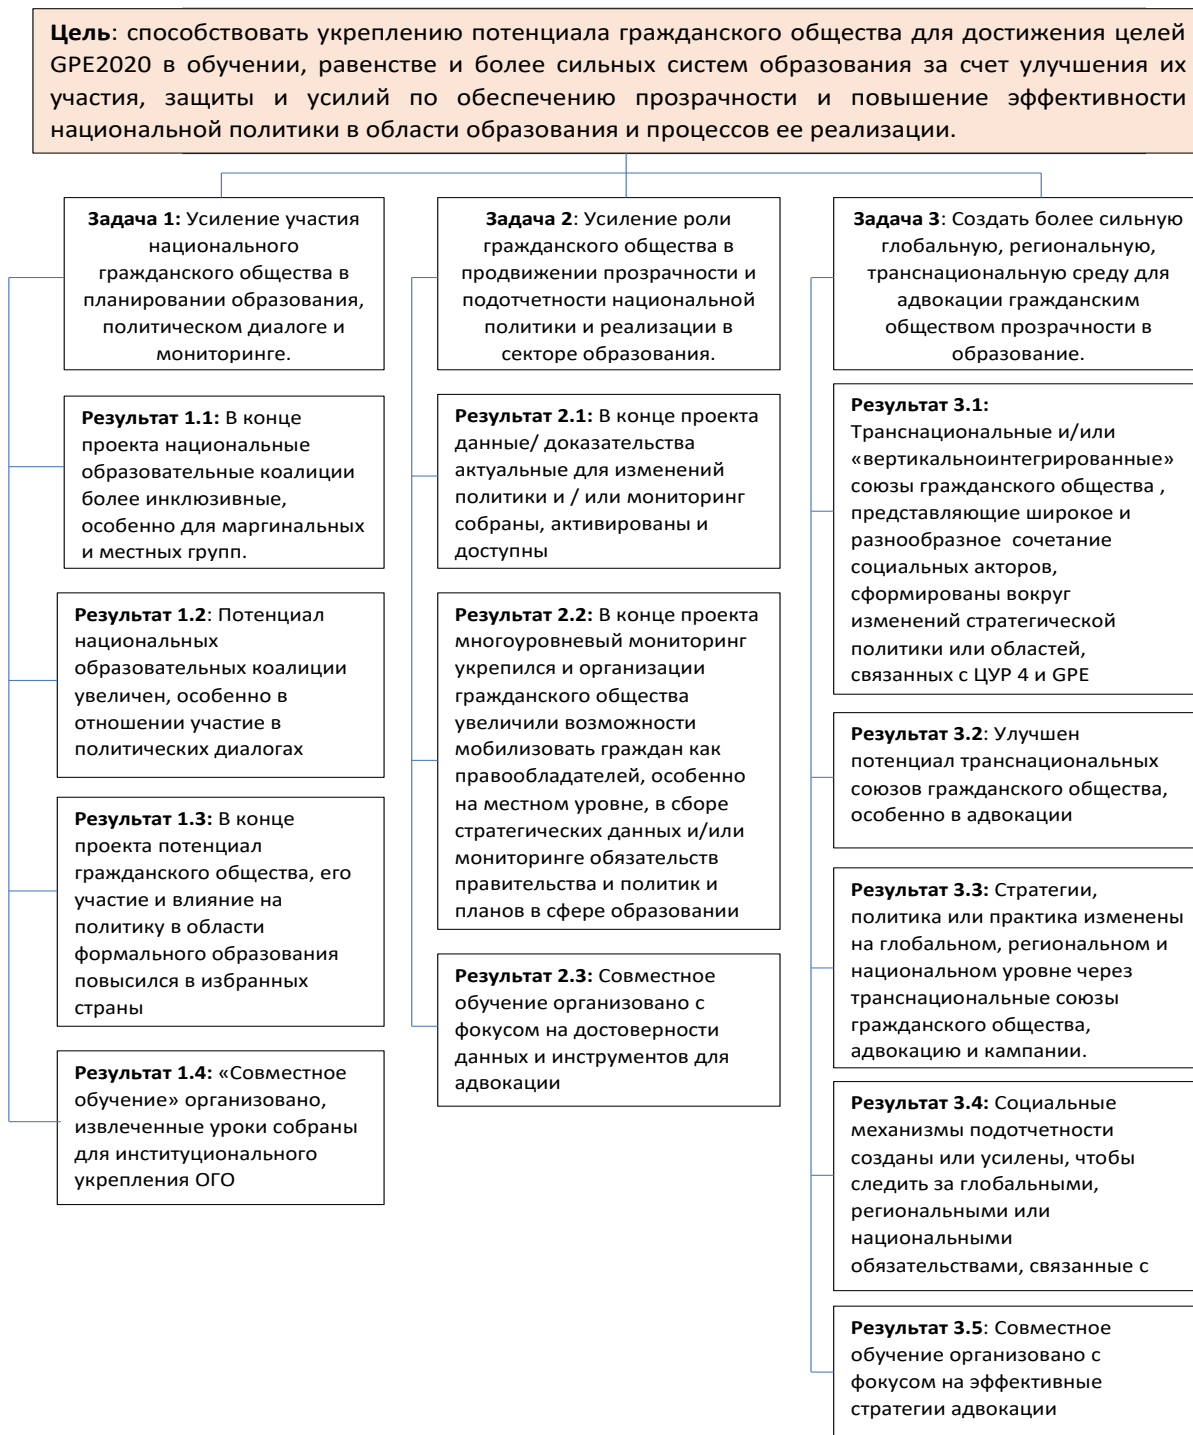 Цель: способствовать укреплению потенциала гражданского общества для достижения целей
GPE2020 в обучении, равенстве и более сильных систем образования за счет улучшения их
участия, защиты и усилий по обеспечению прозрачности и повышение эффективности
национальной политики в области образования и процессов ее реализации.
Задача 1: Усиление участия
национального
гражданского общества в
планировании образования,
политическом диалоге и
мониторинге.
Результат 1.1: В конце
проекта национальные
образовательные коалиции
более инклюзивные,
особенно для маргинальных
и местных групп.
Результат 1.2: Потенциал
национальных
образовательных коалиции
увеличен, особенно в
отношении участие в
политических диалогах
Результат 1.3: В конце
проекта потенциал
гражданского общества, его
участие и влияние на
политику в области
формального образования
повысился в избранных
страны
Результат 1.4: «Совместное
обучение» организовано,
извлеченные уроки собраны
для институционального
укрепления ОГО
Задача 2: Усиление роли
гражданского общества в
продвижении прозрачности и
подотчетности национальной
политики и реализации в
секторе образования.
Результат 2.1: В конце проекта
данные/ доказательства
актуальные для изменений
политики и / или мониторинг
собраны, активированы и
доступны
Результат 2.2: В конце проекта
многоуровневый мониторинг
укрепился и организации
гражданского общества
увеличили возможности
мобилизовать граждан как
правообладателей, особенно
на местном уровне, в сборе
стратегических данных и/или
мониторинге обязательств
правительства и политик и
планов в сфере образовании
Результат 2.3: Совместное
обучение организовано с
фокусом на достоверности
данных и инструментов для
адвокации
Задача 3: Создать более сильную
глобальную, региональную,
транснациональную среду для
адвокации гражданским
обществом прозрачности в
образование.
Результат 3.1:
Транснациональные и/или
«вертикальноинтегрированные»
союзы гражданского общества ,
представляющие широкое и
разнообразное сочетание
социальных акторов,
сформированы вокруг
изменений стратегической
политики или областей,
связанных с ЦУР 4 и GPE
Результат 3.2: Улучшен
потенциал транснациональных
союзов гражданского общества,
особенно в адвокации
Результат 3.3: Стратегии,
политика или практика изменены
на глобальном, региональном и
национальном уровне через
транснациональные союзы
гражданского общества,
адвокацию и кампании.
Результат 3.4: Социальные
механизмы подотчетности
созданы или усилены, чтобы
следить за глобальными,
региональными или
национальными
обязательствами, связанные с
Результат 3.5: Совместное
обучение организовано с
фокусом на эффективные
стратегии адвокации